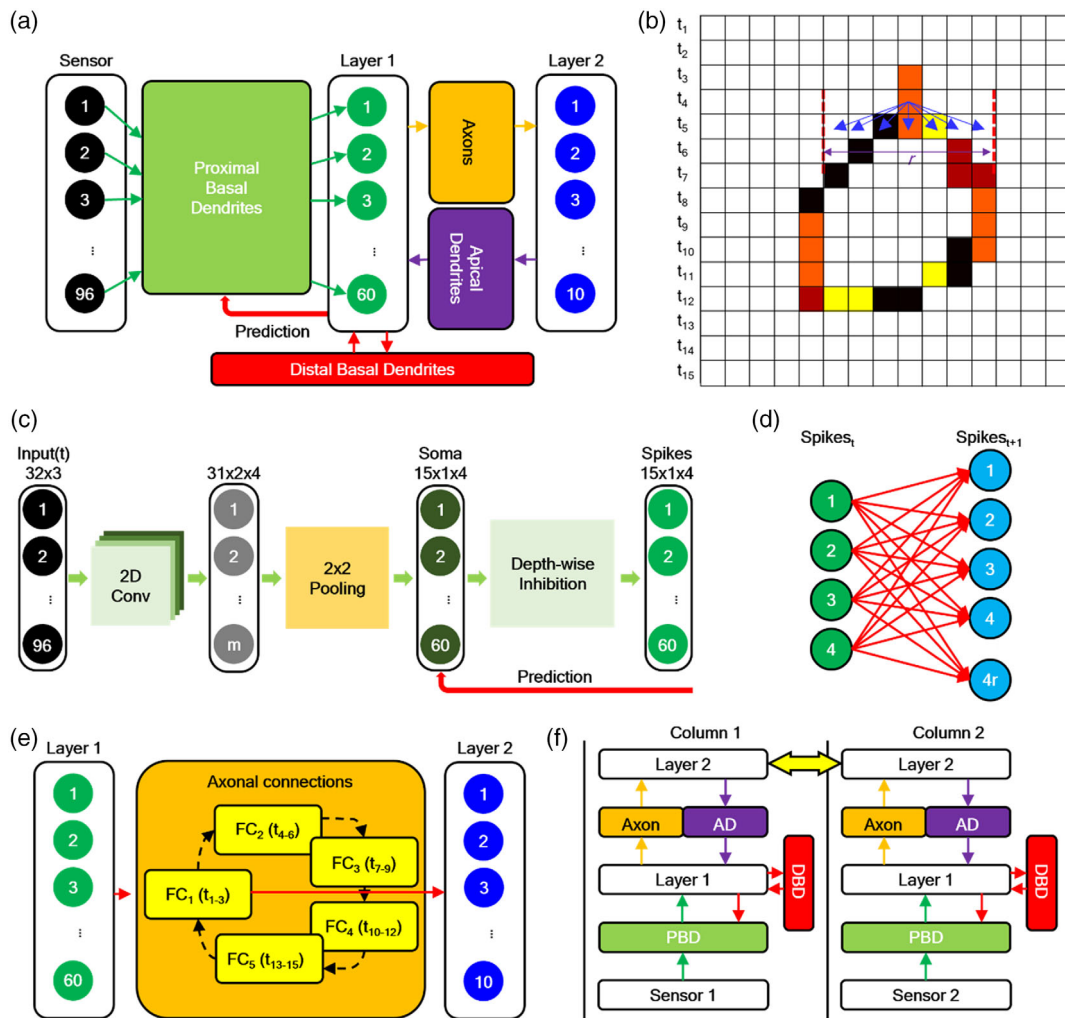 (a)
Sensor
Layer 1
Layer 2
1
2
3
...
96
Proximal
Basal
Dendrites
1
2
3
...
60
Axons
Apical
Dendrites
1
2
3
...
10
Prediction
Distal Basal Dendrites
(b)
t1
t2
t3
t4
t5
t6
t7
t8
t9
t10
t11
t12
t13
t14
t15
r
(c)
Input(t)
32x3
31x2x4
Soma
15x1x4
Spikes
15x1x4
1
2
...
96
2D
Conv
1
2
...
m
2x2
Pooling
1
2
...
60
Depth-wise
Inhibition
1
2
...
60
Prediction
(d)
Spikest
Spikest+1
1
2
3
4
1
2
3
4
4r
(e)
Layer 1
Layer 2
1
2
3
...
60
Axonal connections
FC2 (t4-6)
FC3 (t7-9)
FC1 (t1-3)
FC4 (t10-12)
FC5 (t13-15)
1
2
3
...
10
(f)
Column 1
Column 2
Layer 2
Layer 2
Axon
AD
Axon
AD
DBD
DBD
Layer 1
Layer 1
PBD
PBD
Sensor 1
Sensor 2